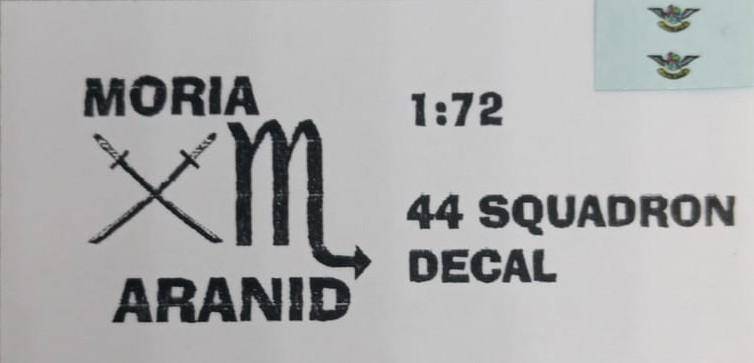 MORIA
ARANID
1:72
44 SQUADRON
DECAL